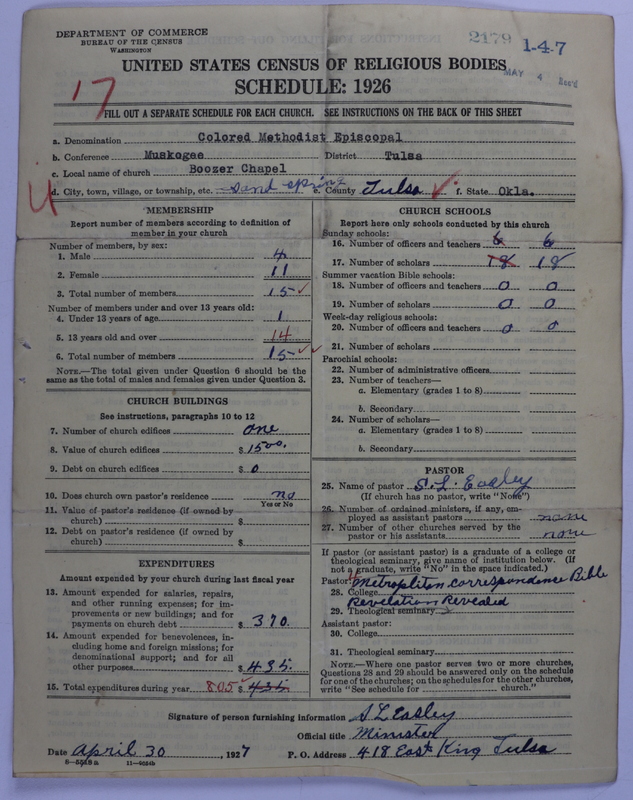 DEPARTMENT OF COMMERCE
BUREAU OF THE CENSUS
WASHINGTON
2179 1-4-7
MAY 4 Rec'd
UNITED STATES CENSUS OF RELIGIOUS BODIES
SCHEDULE: 1926
17
FILL OUT A SEPARATE SCHEDULE FOR EACH CHURCH. SEE INSTRUCTIONS ON THE BACK OF THIS SHEET
a. Denomination Colored Methodist Episcopal
b. Conference Muskogee District Tulsa
c. Local name of church Boozer Chapel
d. City, town, village, or township, etc. Sand Spring e. County Tulsa f. State Okla.
U
MEMBERSHIP
Report number of members according to definition of
member in your church
Number of members, by sex:
1. Male 4
2. Female 11
3. Total number of members 15
Number of members under and over 13 years old:
4. Under 13 years of age 1
5. 13 years old and over 14
6. Total number of members 15
NOTE.—The total given under Question 6 should be the
same as the total of males and females given under Question 3.
CHURCH BUILDINGS
See instructions, paragraphs 10 to 12
7. Number of church edifices one
8. Value of church edifices $ 1500.
9. Debt on church edifices $ 0
10. Does church own pastor's residence no
Yes or No
11. Value of pastor's residence (if owned by
church) $
12. Debt on pastor's residence (if owned by
church) $
EXPENDITURES
Amount expended by your church during last fiscal year
13. Amount expended for salaries, repairs,
and other running expenses; for im-
provements or new buildings; and for
payments on church debt $ 370.
14. Amount expended for benevolences, in-
cluding home and foreign missions; for
denominational support; and for all
other purposes $ 435.
15. Total expenditures during year 805 $ 435
CHURCH SCHOOLS
Report here only schools conducted by this church
Sunday schools:
16. Number of officers and teachers 6 6
17. Number of scholars 18 18
Summer vacation Bible schools:
18. Number of officers and teachers 0 0
19. Number of scholars 0 0
Week-day religious schools:
20. Number of officers and teachers 0 0
21. Number of scholars
Parochial schools:
22. Number of administrative officers
23. Number of teachers—
a. Elementary (grades 1 to 8)
b. Secondary
24. Number of scholars—
a. Elementary (grades 1 to 8)
b. Secondary
PASTOR
25. Name of pastor S. L. Easley
(If church has no pastor, write "None")
26. Number of ordained ministers, if any, em-
ployed as assistant pastors none
27. Number of other churches served by the
pastor or his assistants none
If pastor (or assistant pastor) is a graduate of a college or
theological seminary, give name of institution below. (If
not a graduate, write "No" in the space indicated.)
Pastor: Metropolitan correspondence Bible
28. College
Revelation Revealed
29. Theological seminary
Assistant pastor:
30. College
31. Theological seminary
NOTE.—Where one pastor serves two or more churches,
Questions 28 and 29 should be answered only on the schedule
for one of the churches; on the schedules for the other churches,
write "See schedule for church."
Signature of person furnishing information S L Easley
Official title Minister
Date April 30, 1927 P. O. Address 418 East King Tulsa